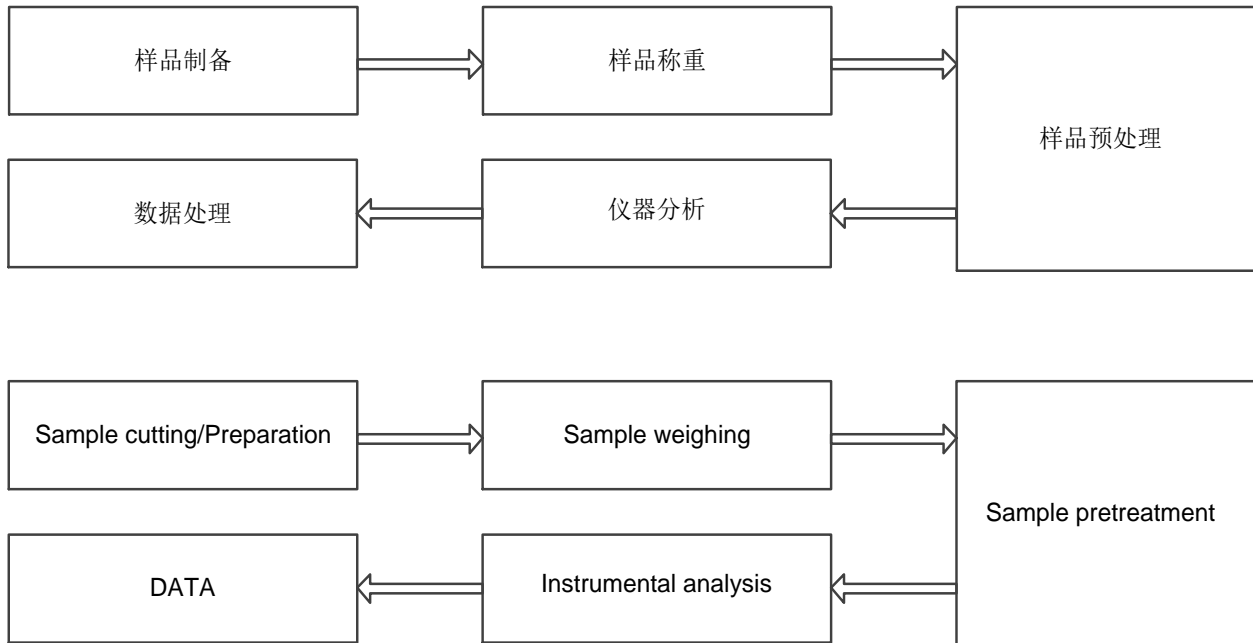 样品制备
样品称重
样品预处理
数据处理
仪器分析
Sample cutting/Preparation
Sample weighing
Sample pretreatment
DATA
Instrumental analysis